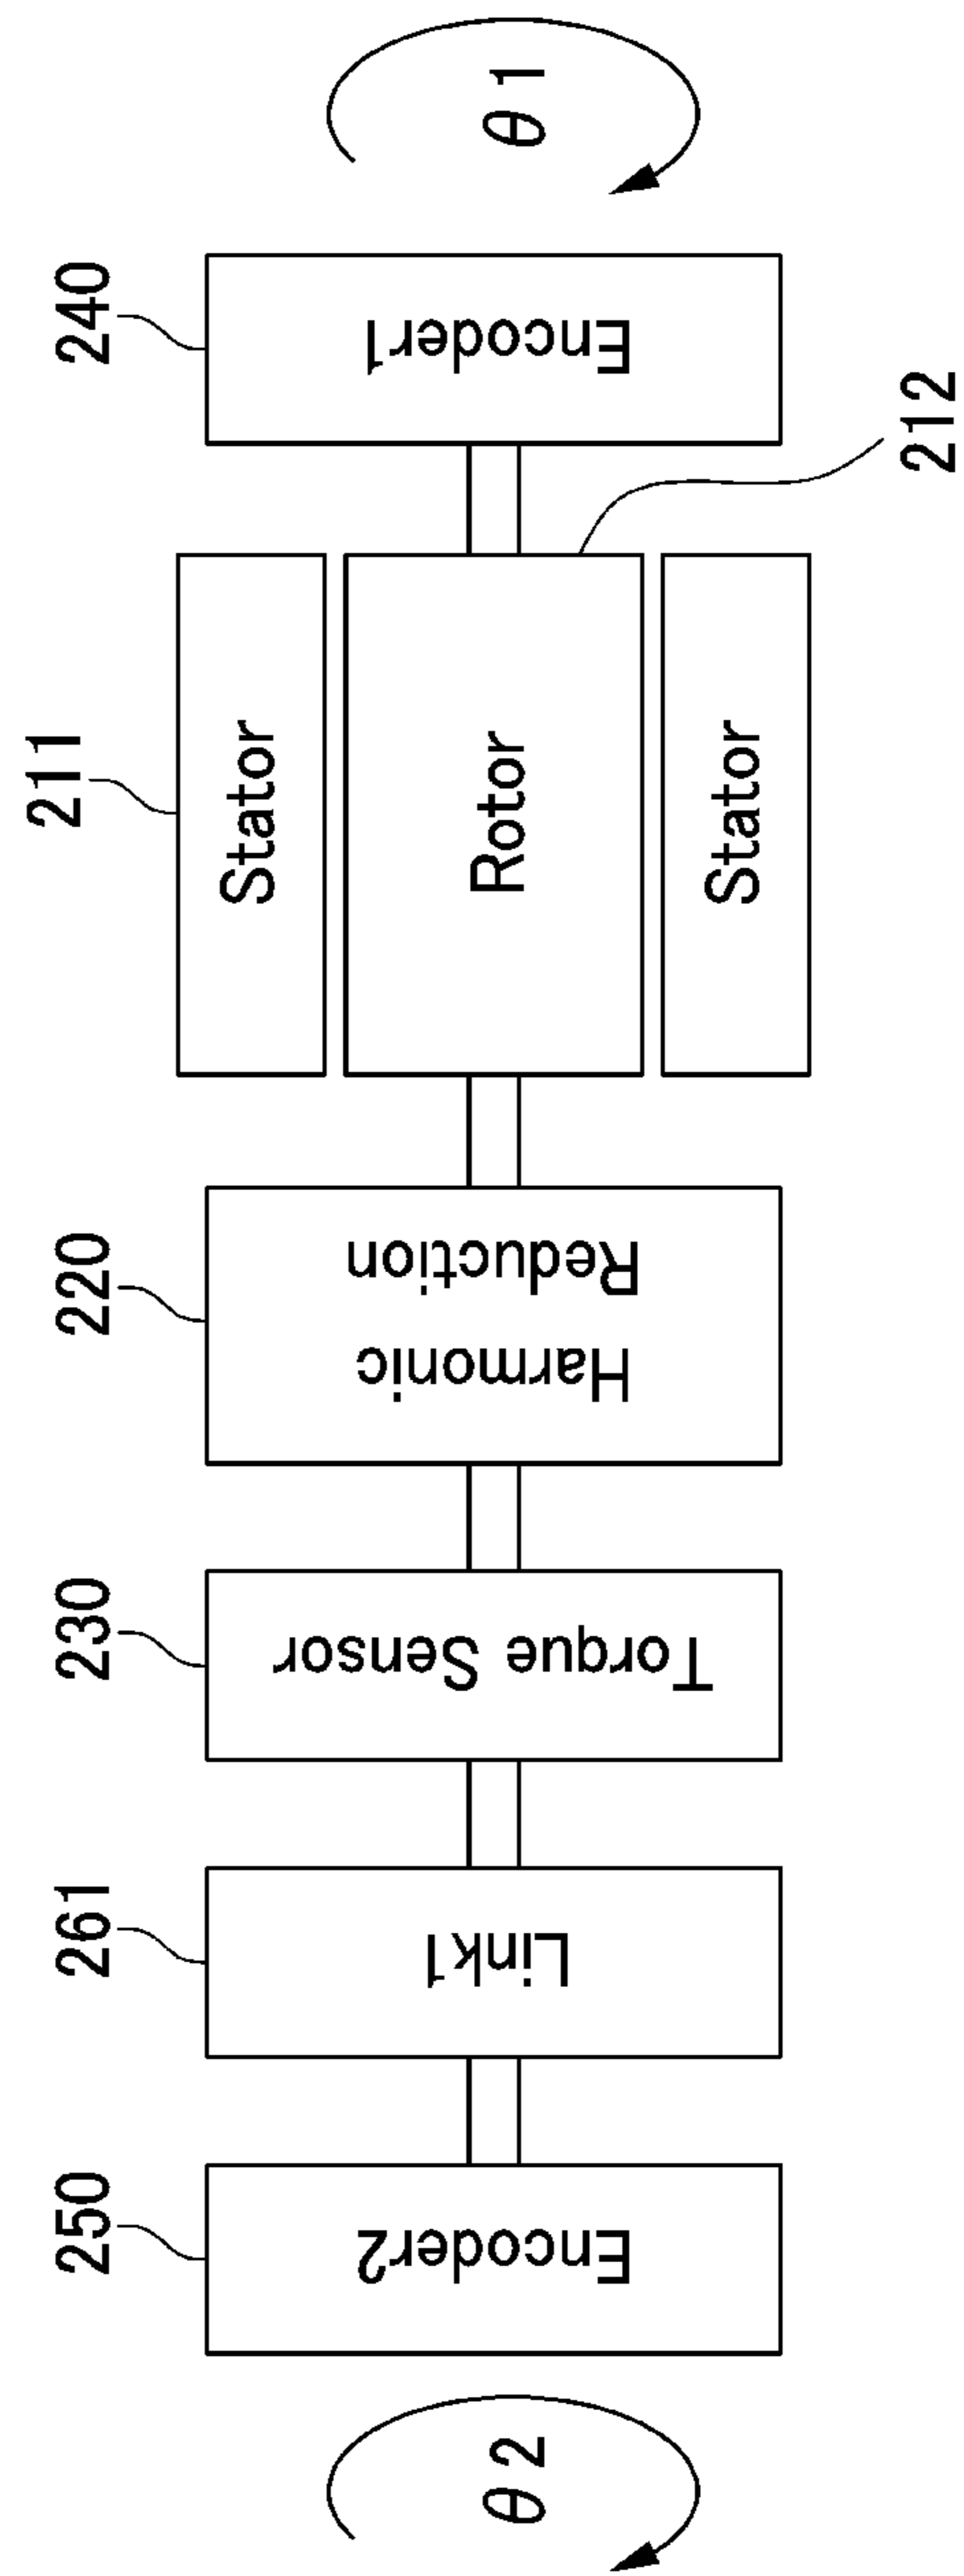 θ1
240
Encoder1
212
211
Stator
Rotor
Stator
220
Harmonic
Reduction
230
Torque Sensor
261
Link1
250
Encoder2
θ2